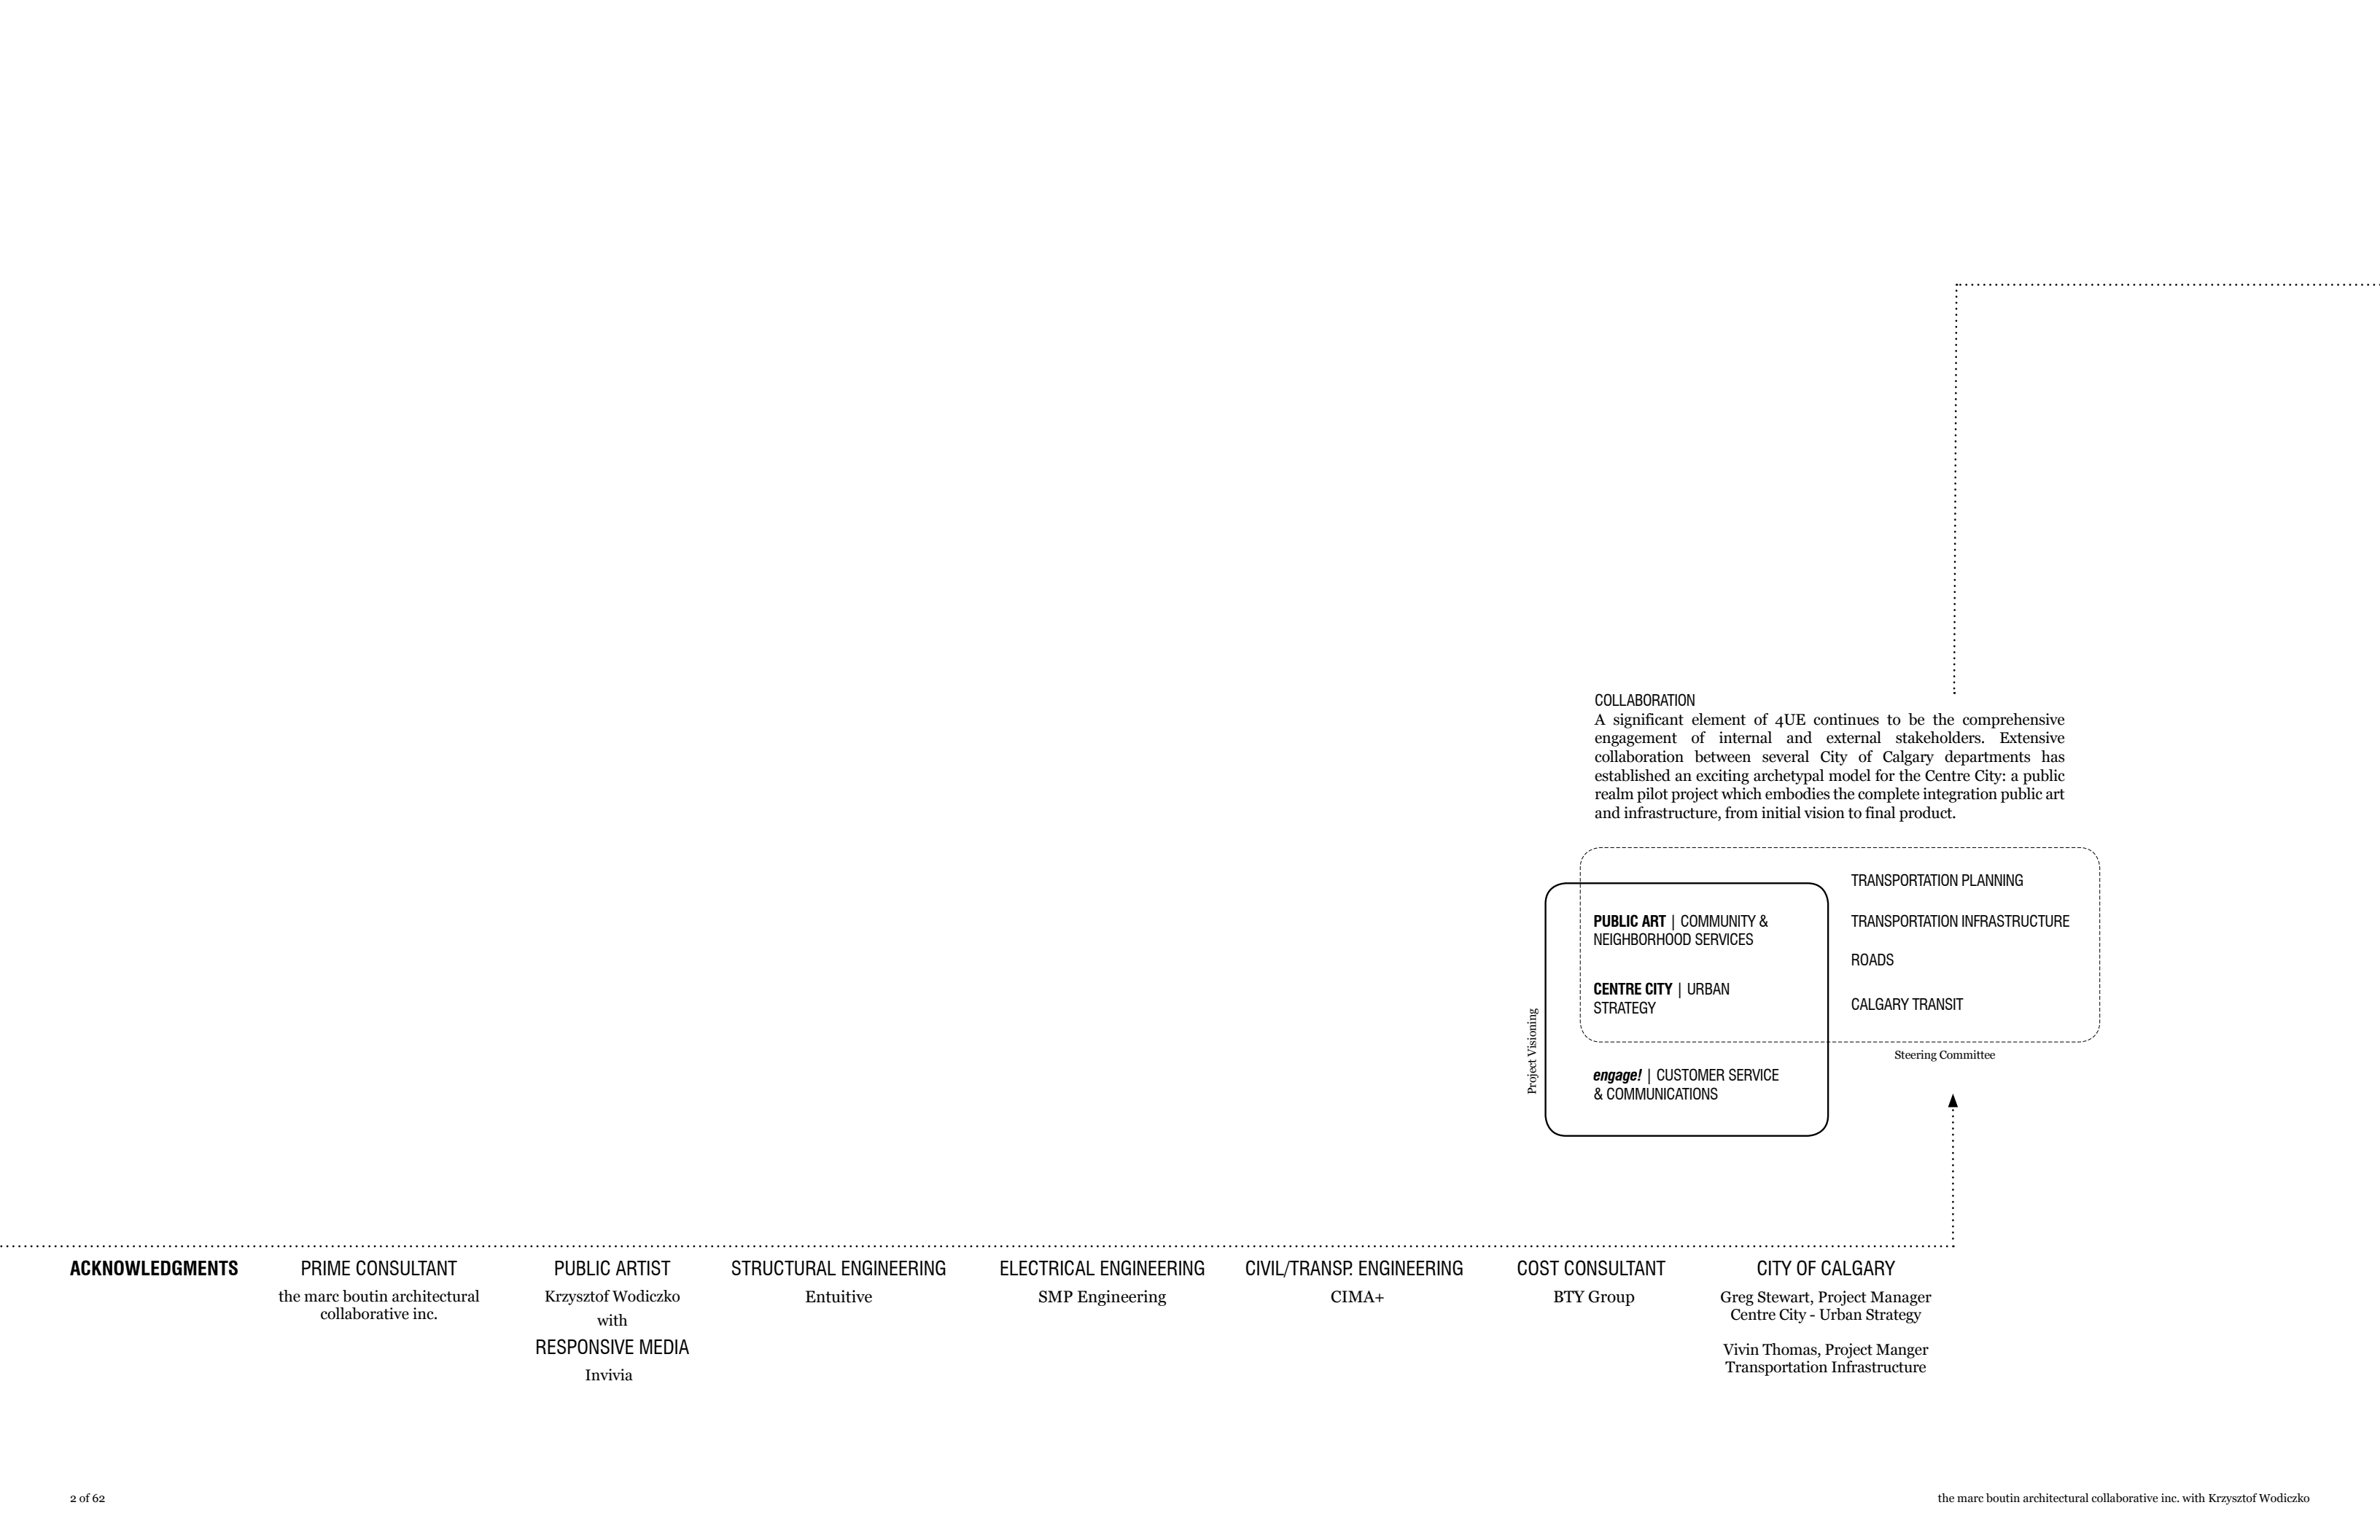 COLLABORATION
A significant element of 4UE continues to be the comprehensive
engagement of internal and external stakeholders. Extensive
collaboration between several City of Calgary departments has
established an exciting archetypal model for the Centre City: a public
realm pilot project which embodies the complete integration public art
and infrastructure, from initial vision to final product.
PUBLIC ART | COMMUNITY &
NEIGHBORHOOD SERVICES
CENTRE CITY | URBAN
STRATEGY
engage! | CUSTOMER SERVICE
& COMMUNICATIONS
Project Visioning
TRANSPORTATION PLANNING
TRANSPORTATION INFRASTRUCTURE
ROADS
CALGARY TRANSIT
Steering Committee
ACKNOWLEDGMENTS
PRIME CONSULTANT
the marc boutin architectural
collaborative inc.
PUBLIC ARTIST
Krzysztof Wodiczko
with
RESPONSIVE MEDIA
Invivia
STRUCTURAL ENGINEERING
Entuitive
ELECTRICAL ENGINEERING
SMP Engineering
CIVIL/TRANSP. ENGINEERING
CIMA+
COST CONSULTANT
BTY Group
CITY OF CALGARY
Greg Stewart, Project Manager
Centre City - Urban Strategy
Vivin Thomas, Project Manger
Transportation Infrastructure
2 of 62
the marc boutin architectural collaborative inc. with Krzysztof Wodiczko